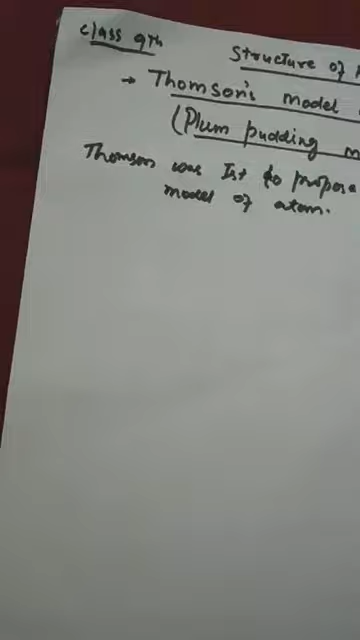 class 9th
Structure of
→ Thomson's model
(Plum pudding
Thomson was Ist to propose
model of atom.